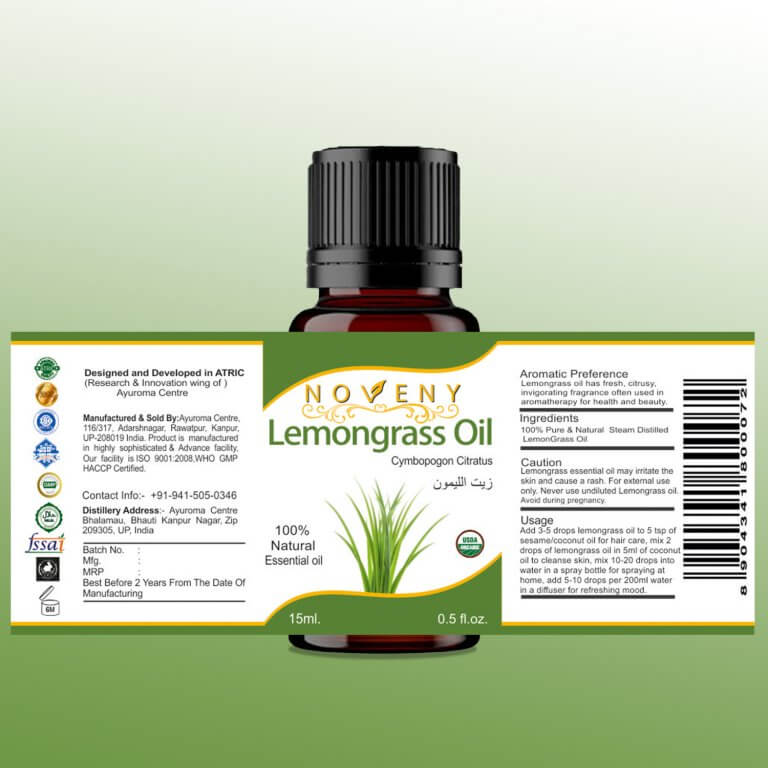 Designed and Developed in ATRIC
(Research & Innovation wing of )
Ayuroma Centre
Manufactured & Sold By:Ayuroma Centre,
116/317, Adarshnagar, Rawatpur, Kanpur,
UP-208019 India. Product is manufactured
in highly sophisticated & Advance facility.
Our facility is ISO 9001:2008,WHO GMP
HACCP Certified.
Contact Info:- +91-941-505-0346
Distillery Address:- Ayuroma Centre
Bhalamau, Bhauti Kanpur Nagar, Zip
209305, UP, India
Batch No. :
Mfg. :
MRP :
Best Before 2 Years From The Date Of
Manufacturing
fssai
6M
NOVENY
Lemongrass Oil
Cymbopogon Citratus
زيت الليمون
100%
Natural
Essential oil
USDA
ORGANIC
15ml.
0.5 fl.oz.
Aromatic Preference
Lemongrass oil has fresh, citrusy,
invigorating fragrance often used in
aromatherapy for health and beauty.
Ingredients
100% Pure & Natural Steam Distilled
LemonGrass Oil
Caution
Lemongrass essential oil may irritate the
skin and cause a rash. For external use
only. Never use undiluted Lemongrass oil.
Avoid during pregnancy.
Usage
Add 3-5 drops lemongrass oil to 5 tsp of
sesame/coconut oil for hair care, mix 2
drops of lemongrass oil in 5ml of coconut
oil to cleanse skin, mix 10-20 drops into
water in a spray bottle for spraying at
home, add 5-10 drops per 200ml water
in a diffuser for refreshing mood.
8 904341 800072